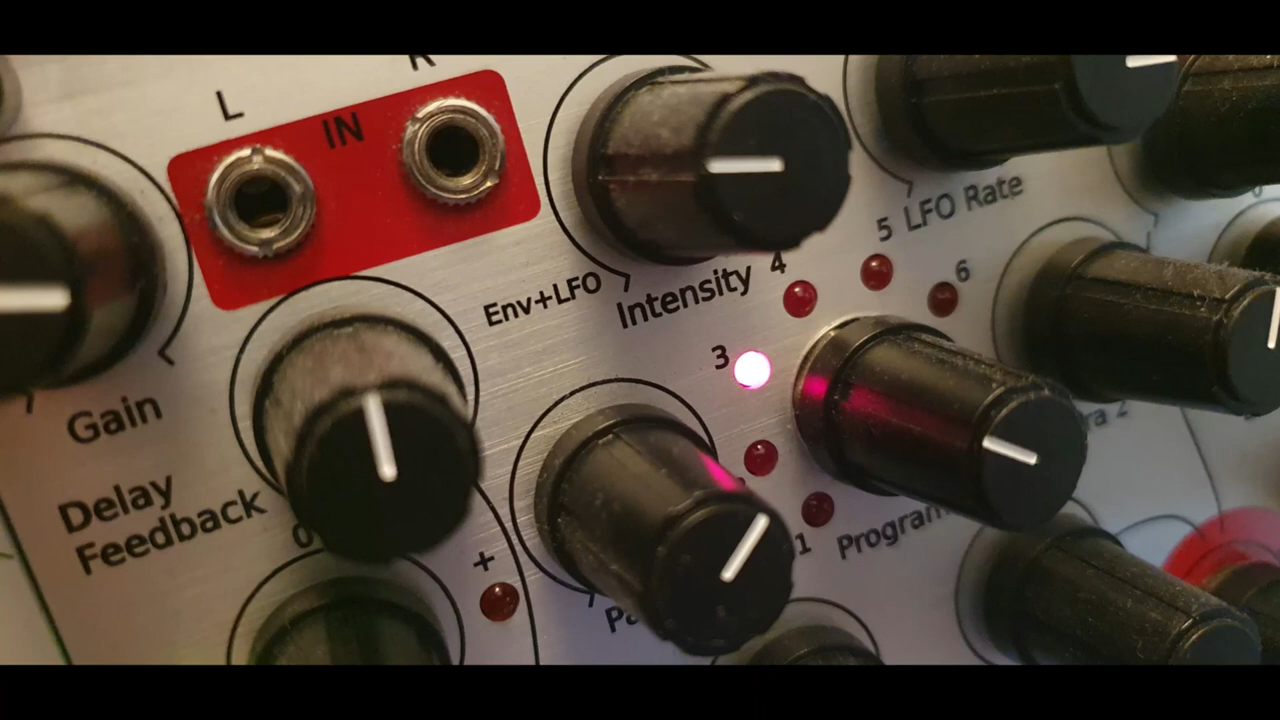 L
IN
R
Env+LFO
Intensity
LFO Rate
5
4
6
3
Gain
Delay
Feedback
0
+
1
Program